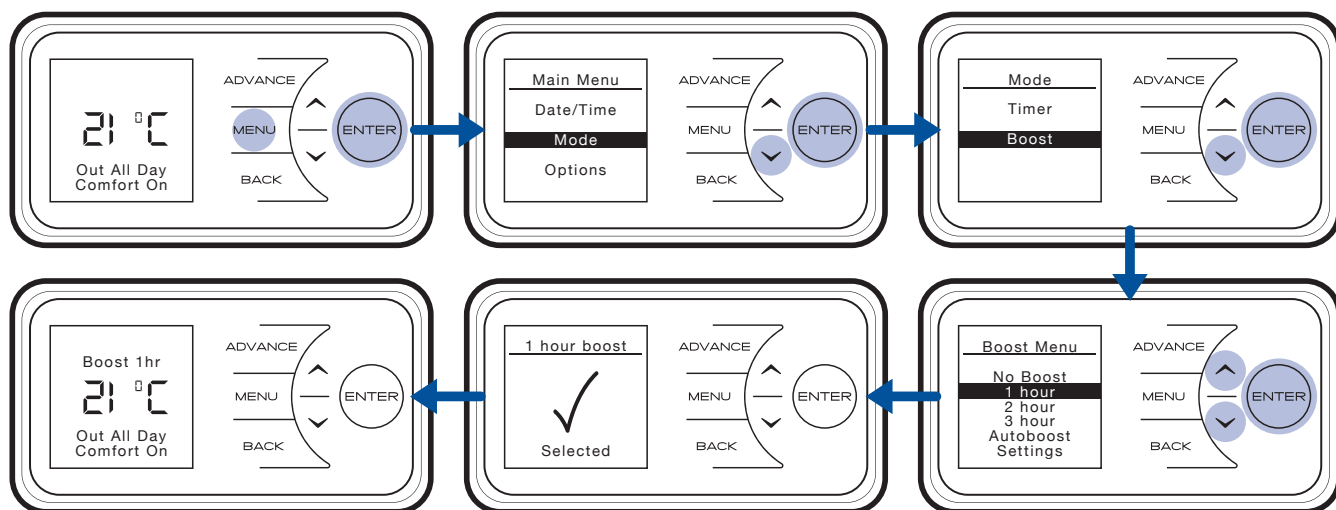 21 °C
Out All Day
Comfort On
ADVANCE
MENU
BACK
ENTER
Main Menu
Date/Time
Mode
Options
ADVANCE
MENU
BACK
ENTER
Mode
Timer
Boost
ADVANCE
MENU
BACK
ENTER
Boost 1hr
21 °C
Out All Day
Comfort On
ADVANCE
MENU
BACK
ENTER
1 hour boost
Selected
ADVANCE
MENU
BACK
ENTER
Boost Menu
No Boost
1 hour
2 hour
3 hour
Autoboost
Settings
ADVANCE
MENU
BACK
ENTER